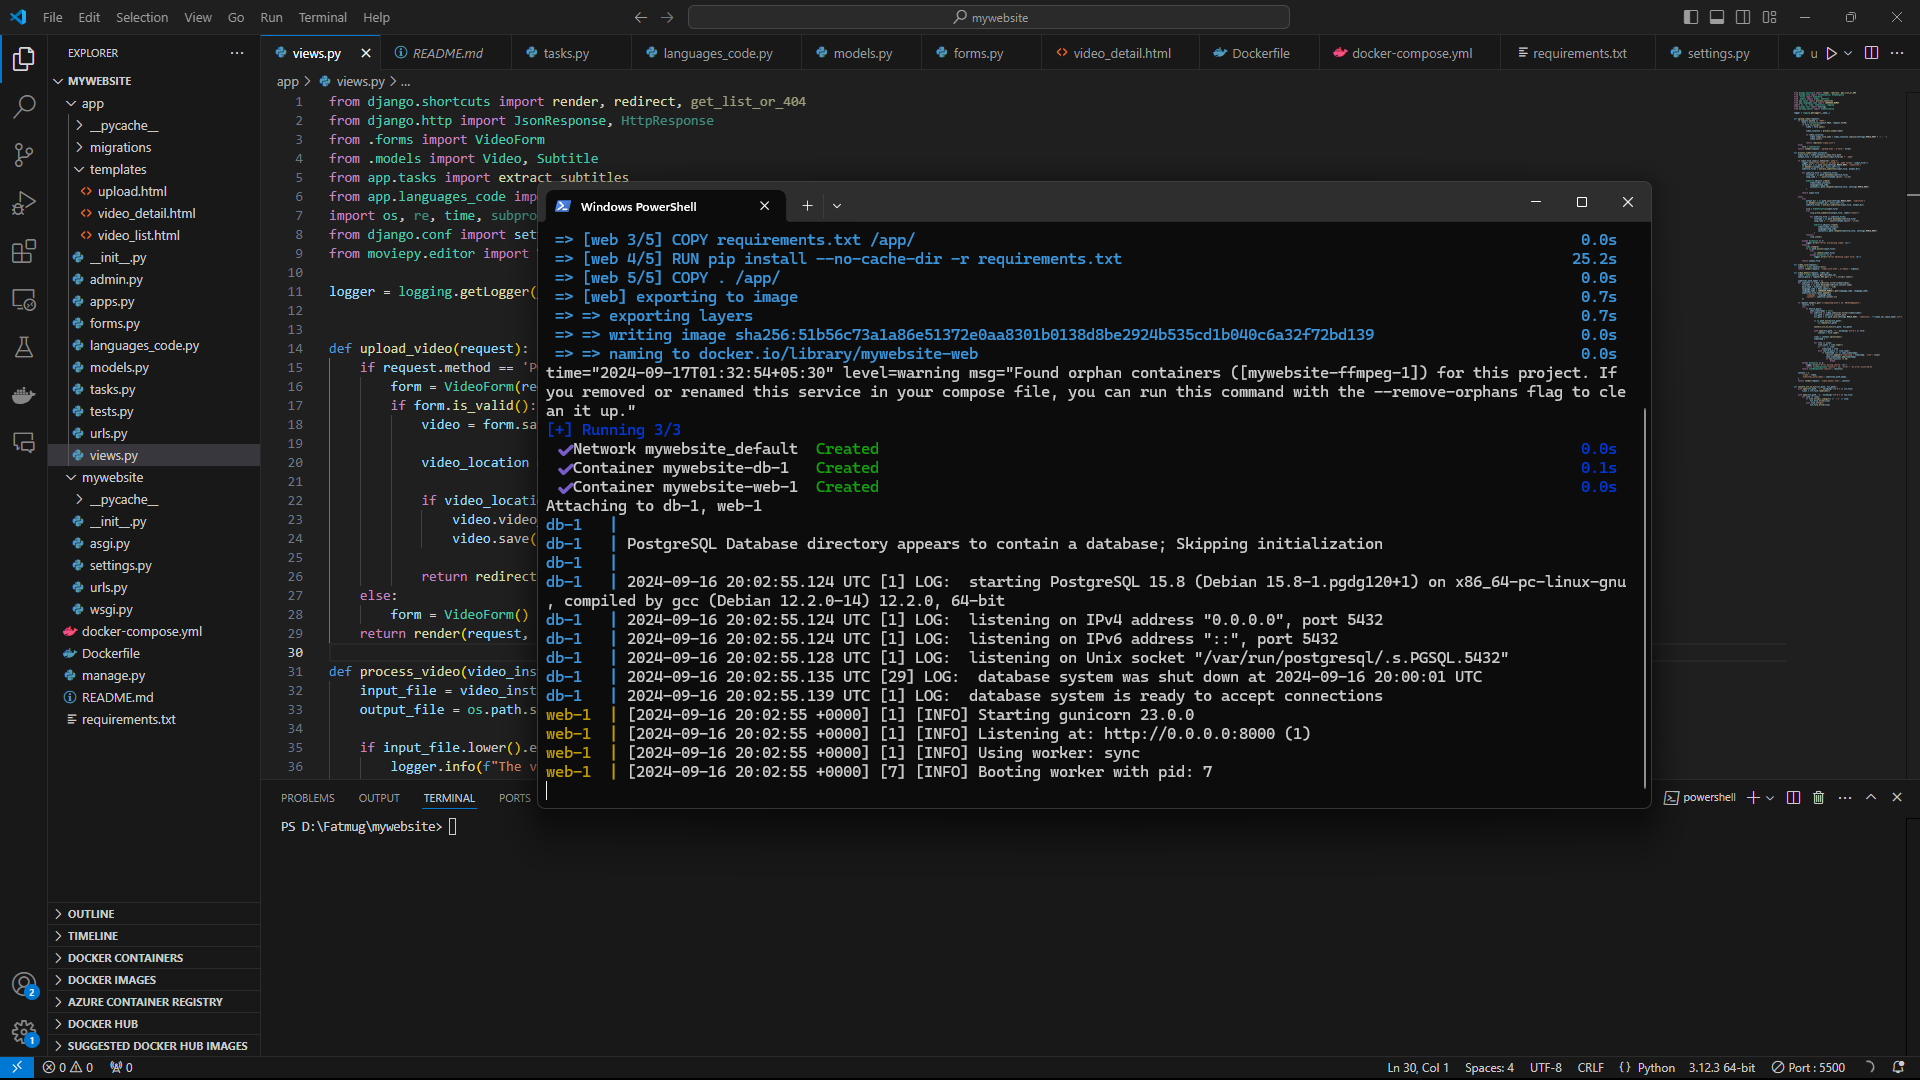 File Edit Selection View Go Run Terminal Help
mywebsite
EXPLORER
views.py README.md tasks.py languages_code.py models.py forms.py video_detail.html Dockerfile docker-compose.yml requirements.txt settings.py u
MYWEBSITE
app
__pycache__
migrations
templates
upload.html
video_detail.html
video_list.html
__init__.py
admin.py
apps.py
forms.py
languages_code.py
models.py
tasks.py
tests.py
urls.py
views.py
mywebsite
__pycache__
__init__.py
asgi.py
settings.py
urls.py
wsgi.py
docker-compose.yml
Dockerfile
manage.py
README.md
requirements.txt
OUTLINE
TIMELINE
DOCKER CONTAINERS
DOCKER IMAGES
AZURE CONTAINER REGISTRY
DOCKER HUB
SUGGESTED DOCKER HUB IMAGES
app > views.py > ...
1 from django.shortcuts import render, redirect, get_list_or_404
2 from django.http import JsonResponse, HttpResponse
3 from .forms import VideoForm
4 from .models import Video, Subtitle
5 from app.tasks import extract_subtitles
6 from app.languages_code imp
7 import os, re, time, subpro
8 from django.conf import set
9 from moviepy.editor import
10
11 logger = logging.getLogger(
12
13
14 def upload_video(request):
15 if request.method == 'P
16 form = VideoForm(re
17 if form.is_valid():
18 video = form.sa
19
20 video_location
21
22 if video_locati
23 video.video
24 video.save(
25
26 return redirect
27 else:
28 form = VideoForm()
29 return render(request,
30
31 def process_video(video_ins
32 input_file = video_inst
33 output_file = os.path.s
34
35 if input_file.lower().e
36 logger.info(f"The v
Windows PowerShell
=> [web 3/5] COPY requirements.txt /app/ 0.0s
=> [web 4/5] RUN pip install --no-cache-dir -r requirements.txt 25.2s
=> [web 5/5] COPY . /app/ 0.0s
=> [web] exporting to image 0.7s
=> => exporting layers 0.7s
=> => writing image sha256:51b56c73a1a86e51372e0aa8301b0138d8be2924b535cd1b040c6a32f72bd139 0.0s
=> => naming to docker.io/library/mywebsite-web 0.0s
time="2024-09-17T01:32:54+05:30" level=warning msg="Found orphan containers ([mywebsite-ffmpeg-1]) for this project. If
you removed or renamed this service in your compose file, you can run this command with the --remove-orphans flag to cle
an it up."
[+] Running 3/3
✔Network mywebsite_default Created 0.0s
✔Container mywebsite-db-1 Created 0.1s
✔Container mywebsite-web-1 Created 0.0s
Attaching to db-1, web-1
db-1 |
db-1 | PostgreSQL Database directory appears to contain a database; Skipping initialization
db-1 |
db-1 | 2024-09-16 20:02:55.124 UTC [1] LOG: starting PostgreSQL 15.8 (Debian 15.8-1.pgdg120+1) on x86_64-pc-linux-gnu
, compiled by gcc (Debian 12.2.0-14) 12.2.0, 64-bit
db-1 | 2024-09-16 20:02:55.124 UTC [1] LOG: listening on IPv4 address "0.0.0.0", port 5432
db-1 | 2024-09-16 20:02:55.124 UTC [1] LOG: listening on IPv6 address "::", port 5432
db-1 | 2024-09-16 20:02:55.128 UTC [1] LOG: listening on Unix socket "/var/run/postgresql/.s.PGSQL.5432"
db-1 | 2024-09-16 20:02:55.135 UTC [29] LOG: database system was shut down at 2024-09-16 20:00:01 UTC
db-1 | 2024-09-16 20:02:55.139 UTC [1] LOG: database system is ready to accept connections
web-1 | [2024-09-16 20:02:55 +0000] [1] [INFO] Starting gunicorn 23.0.0
web-1 | [2024-09-16 20:02:55 +0000] [1] [INFO] Listening at: http://0.0.0.0:8000 (1)
web-1 | [2024-09-16 20:02:55 +0000] [1] [INFO] Using worker: sync
web-1 | [2024-09-16 20:02:55 +0000] [7] [INFO] Booting worker with pid: 7
PROBLEMS OUTPUT TERMINAL PORTS
powershell
PS D:\Fatmug\mywebsite>
2
1
0 0 0
Ln 30, Col 1 Spaces: 4 UTF-8 CRLF {} Python 3.12.3 64-bit Port : 5500